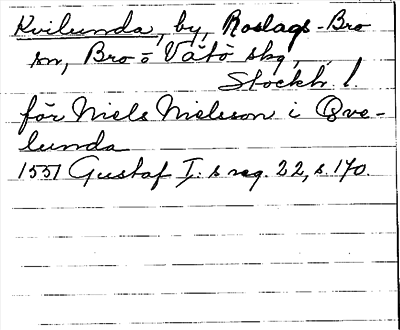 Kvilunda, by, Roslags-Bro
sn, Bro o Vätö skg,
Stockh. l.
för Niels Nielsson i Qve-
lunda
1551 Gustaf I:s reg. 22, s. 170.